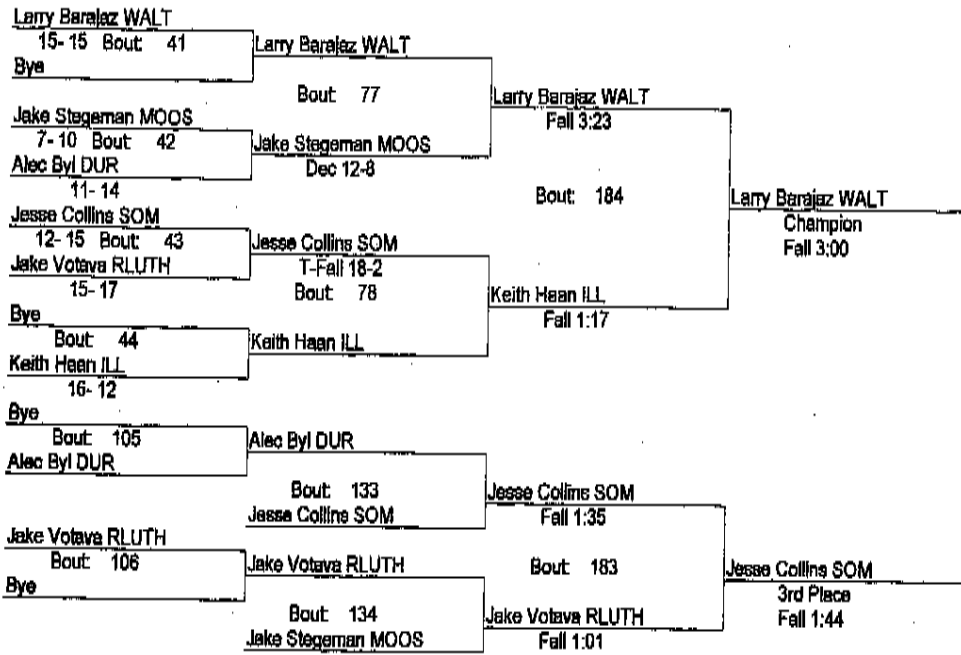 Larry Barajaz WALT
15- 15 Bout: 41
Bye
Larry Barajaz WALT
Bout: 77
Jake Stegeman MOOS
7- 10 Bout: 42
Alec Byl DUR
11- 14
Jake Stegeman MOOS
Dec 12-8
Larry Barajaz WALT
Fall 3:23
Jesse Collins SOM
12- 15 Bout: 43
Jake Votava RLUTH
15- 17
Jesse Collins SOM
T-Fall 18-2
Bout: 78
Bye
Bout: 44
Keith Haan ILL
16- 12
Keith Haan ILL
Keith Haan ILL
Fall 1:17
Bout: 184
Larry Barajaz WALT
Champion
Fall 3:00
Bye
Bout: 105
Alec Byl DUR
Alec Byl DUR
Bout: 133
Jesse Collins SOM
Jesse Collins SOM
Fall 1:35
Jake Votava RLUTH
Bout: 106
Bye
Jake Votava RLUTH
Bout: 134
Jake Stegeman MOOS
Jake Votava RLUTH
Fall 1:01
Bout: 183
Jesse Collins SOM
3rd Place
Fall 1:44